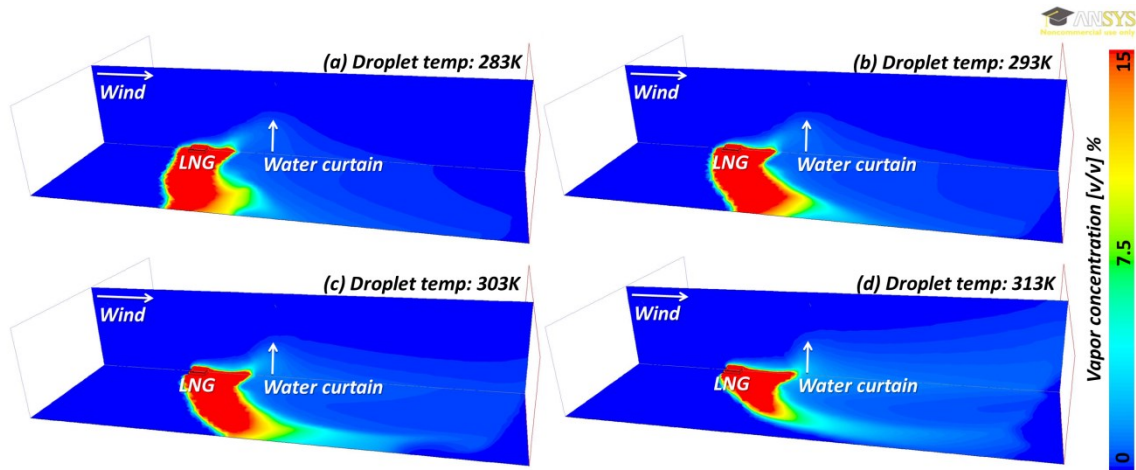 ANSYS
Noncommercial use only
(a) Droplet temp: 283K
Wind
LNG
Water curtain
(b) Droplet temp: 293K
Wind
LNG
Water curtain
(c) Droplet temp: 303K
Wind
LNG
Water curtain
(d) Droplet temp: 313K
Wind
LNG
Water curtain
15
7.5
0
Vapor concentration [v/v] %